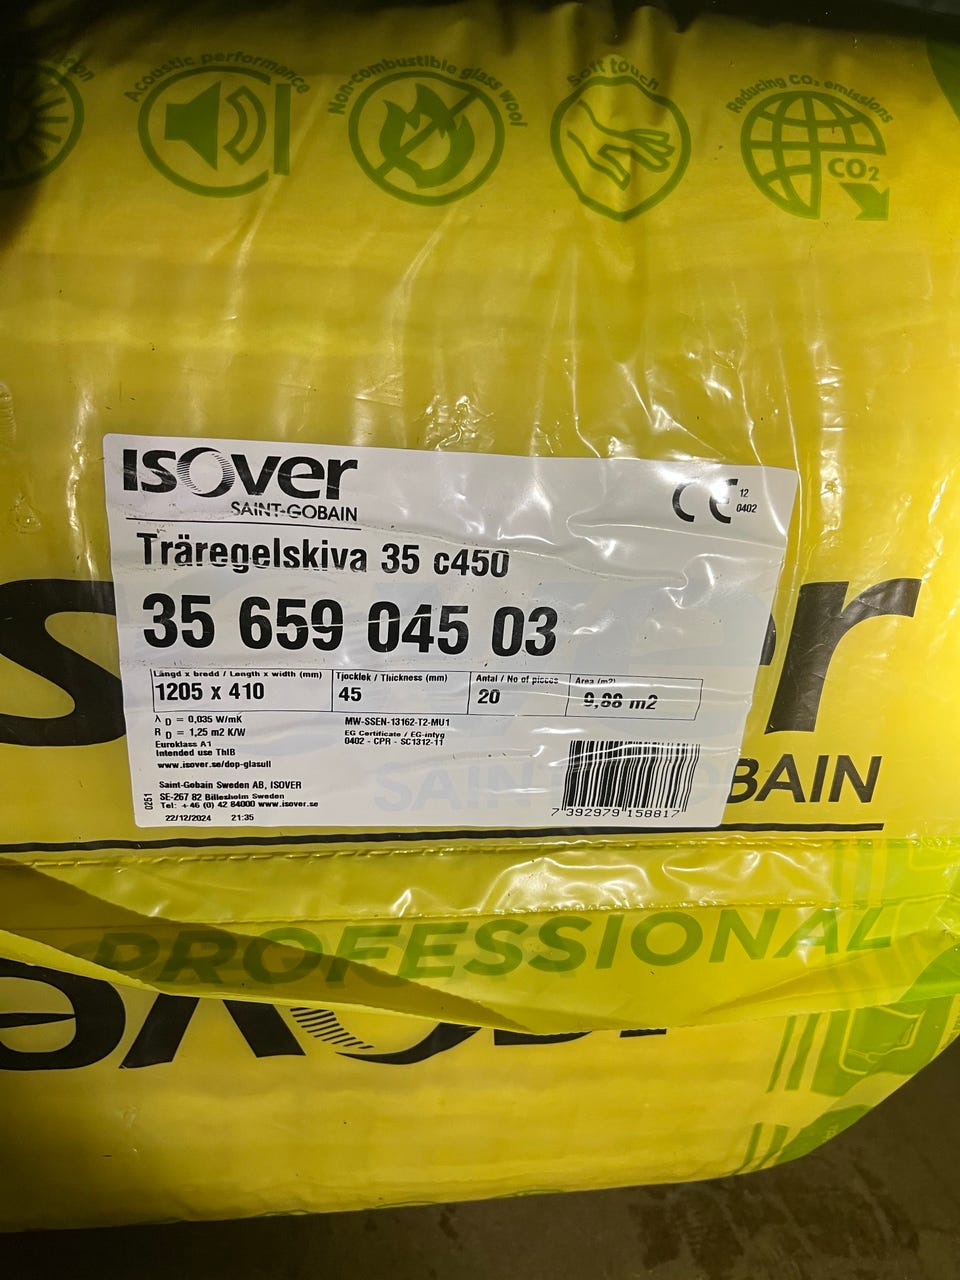 Acoustic performance
Non-combustible glass wool
Soft touch
Reducing CO₂ emissions
CO₂
ISOver
SAINT-GOBAIN
CE
12
0402
Träregelskiva 35 c450
35 659 045 03
Längd x bredd / Length x width (mm)
1205 x 410
Tjocklek / Thickness (mm)
45
Antal / No of pieces
20
Area (m2)
9,88 m2
λ D = 0,035 W/mK
R D = 1,25 m2 K/W
Euroklass A1
Intended use ThIB
www.isover.se/dop-glasull
MW-SSEN-13162-T2-MU1
EG Certificate / EG-intyg
0402 - CPR - SC1312-11
Saint-Gobain Sweden AB, ISOVER
SE-267 82 Billesholm Sweden
Tel: +46 (0) 42 84000 www.isover.se
0251
22/12/2024 21:35
7 392979 158817
SAINT
BAIN
PROFESSIONAL